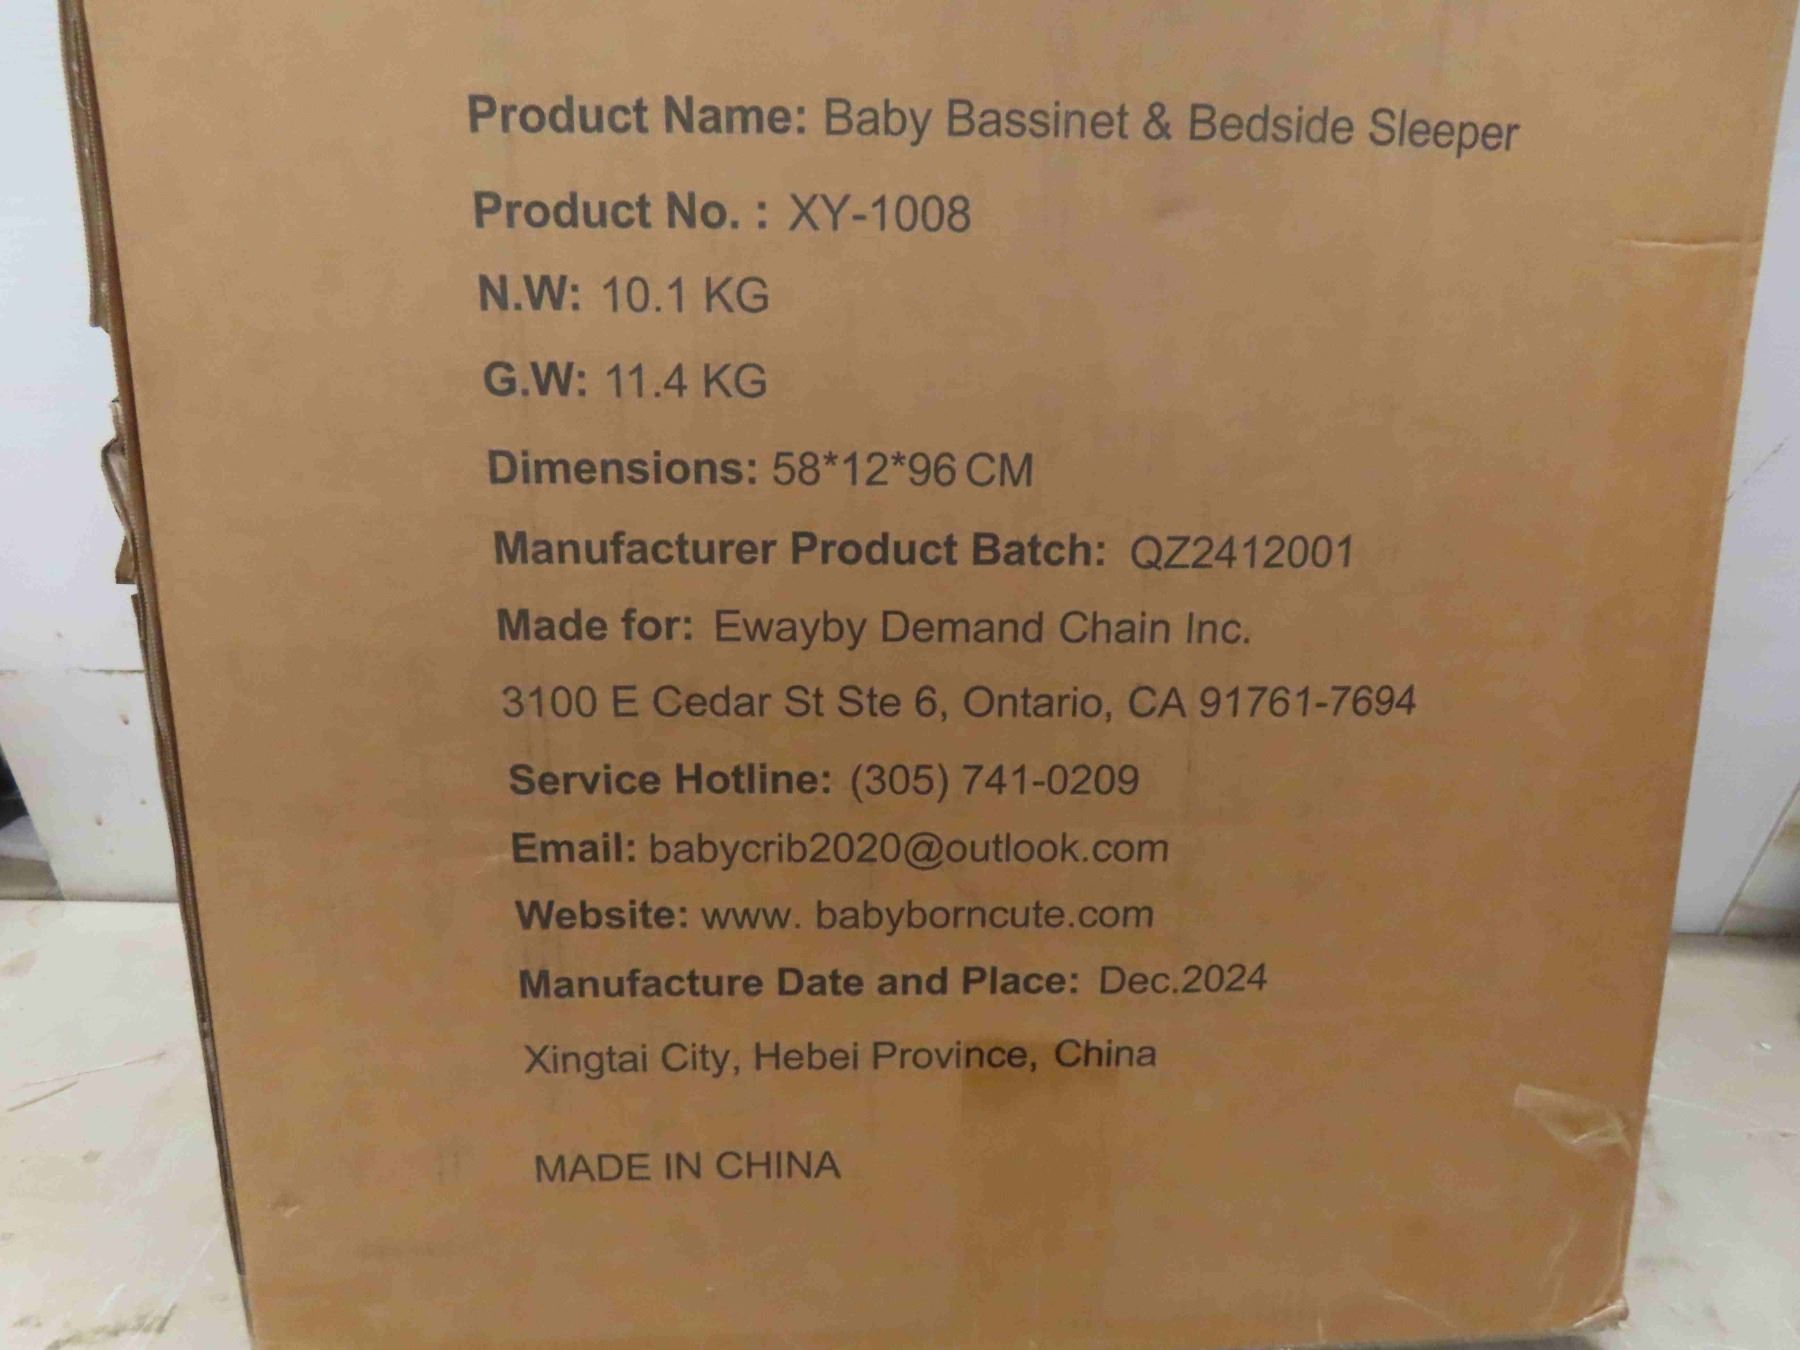 Product Name: Baby Bassinet & Bedside Sleeper
Product No. : XY-1008
N.W: 10.1 KG
G.W: 11.4 KG
Dimensions: 58*12*96 CM
Manufacturer Product Batch: QZ2412001
Made for: Ewayby Demand Chain Inc.
3100 E Cedar St Ste 6, Ontario, CA 91761-7694
Service Hotline: (305) 741-0209
Email: babycrib2020@outlook.com
Website: www. babyborncute.com
Manufacture Date and Place: Dec.2024
Xingtai City, Hebei Province, China
MADE IN CHINA